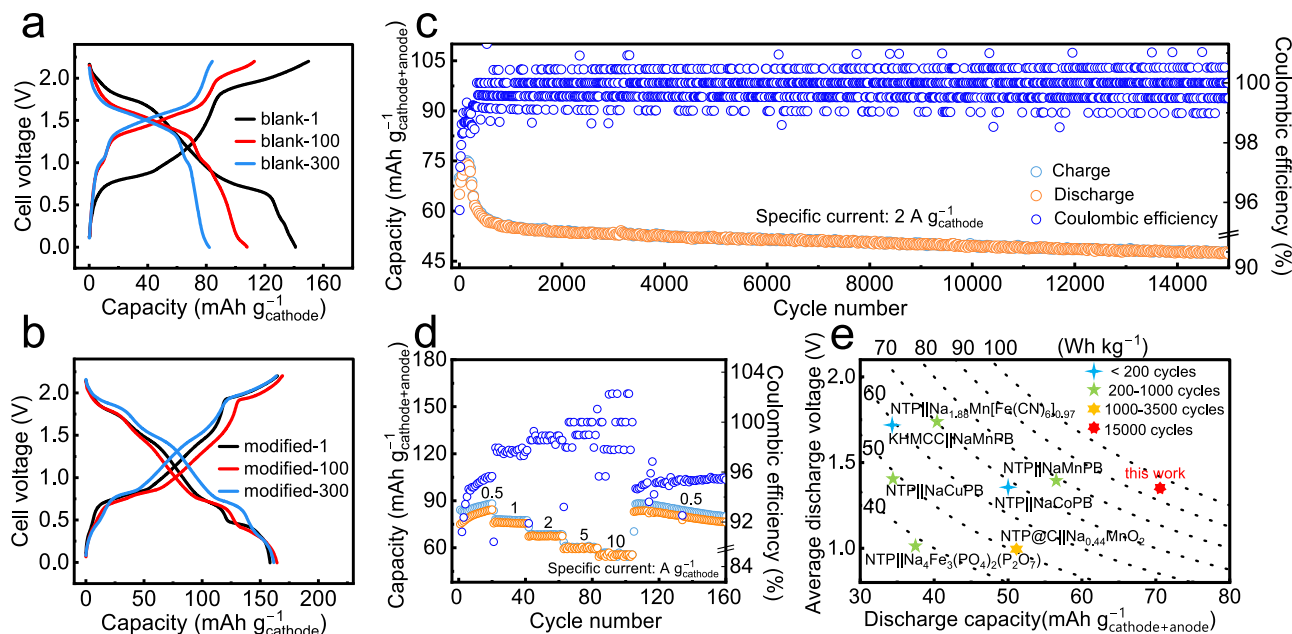 a
Cell voltage (V)
2.0
1.5
1.0
0.5
0.0
blank-1
blank-100
blank-300
0 40 80 120 160
Capacity (mAh g⁻¹cathode)
b
Cell voltage (V)
2.0
1.5
1.0
0.5
0.0
modified-1
modified-100
modified-300
0 50 100 150 200
Capacity (mAh g⁻¹cathode)
c
Capacity (mAh g⁻¹cathode+anode)
105
90
75
60
45
Charge
Discharge
Coulombic efficiency
Specific current: 2 A g⁻¹cathode
100
98
96
90
Coulombic efficiency (%)
0 2000 4000 6000 8000 10000 12000 14000
Cycle number
d
Capacity (mAh g⁻¹cathode+anode)
180
150
120
90
60
0.5
1
2
5
10
0.5
Specific current: A g⁻¹cathode
104
100
96
92
84
Coulombic efficiency (%)
0 40 80 120 160
Cycle number
e
Average discharge voltage (V)
2.0
1.5
1.0
70 80 90 100 (Wh kg⁻¹)
60
50
40
< 200 cycles
200-1000 cycles
1000-3500 cycles
15000 cycles
NTP||Na1.88Mn[Fe(CN)6]0.97
KHMCC||NaMnPB
NTP||NaMnPB
this work
NTP||NaCuPB
NTP||NaCoPB
NTP@C||Na0.44MnO2
NTP||Na4Fe3(PO4)2(P2O7)
30 40 50 60 70 80
Discharge capacity(mAh g⁻¹cathode+anode)